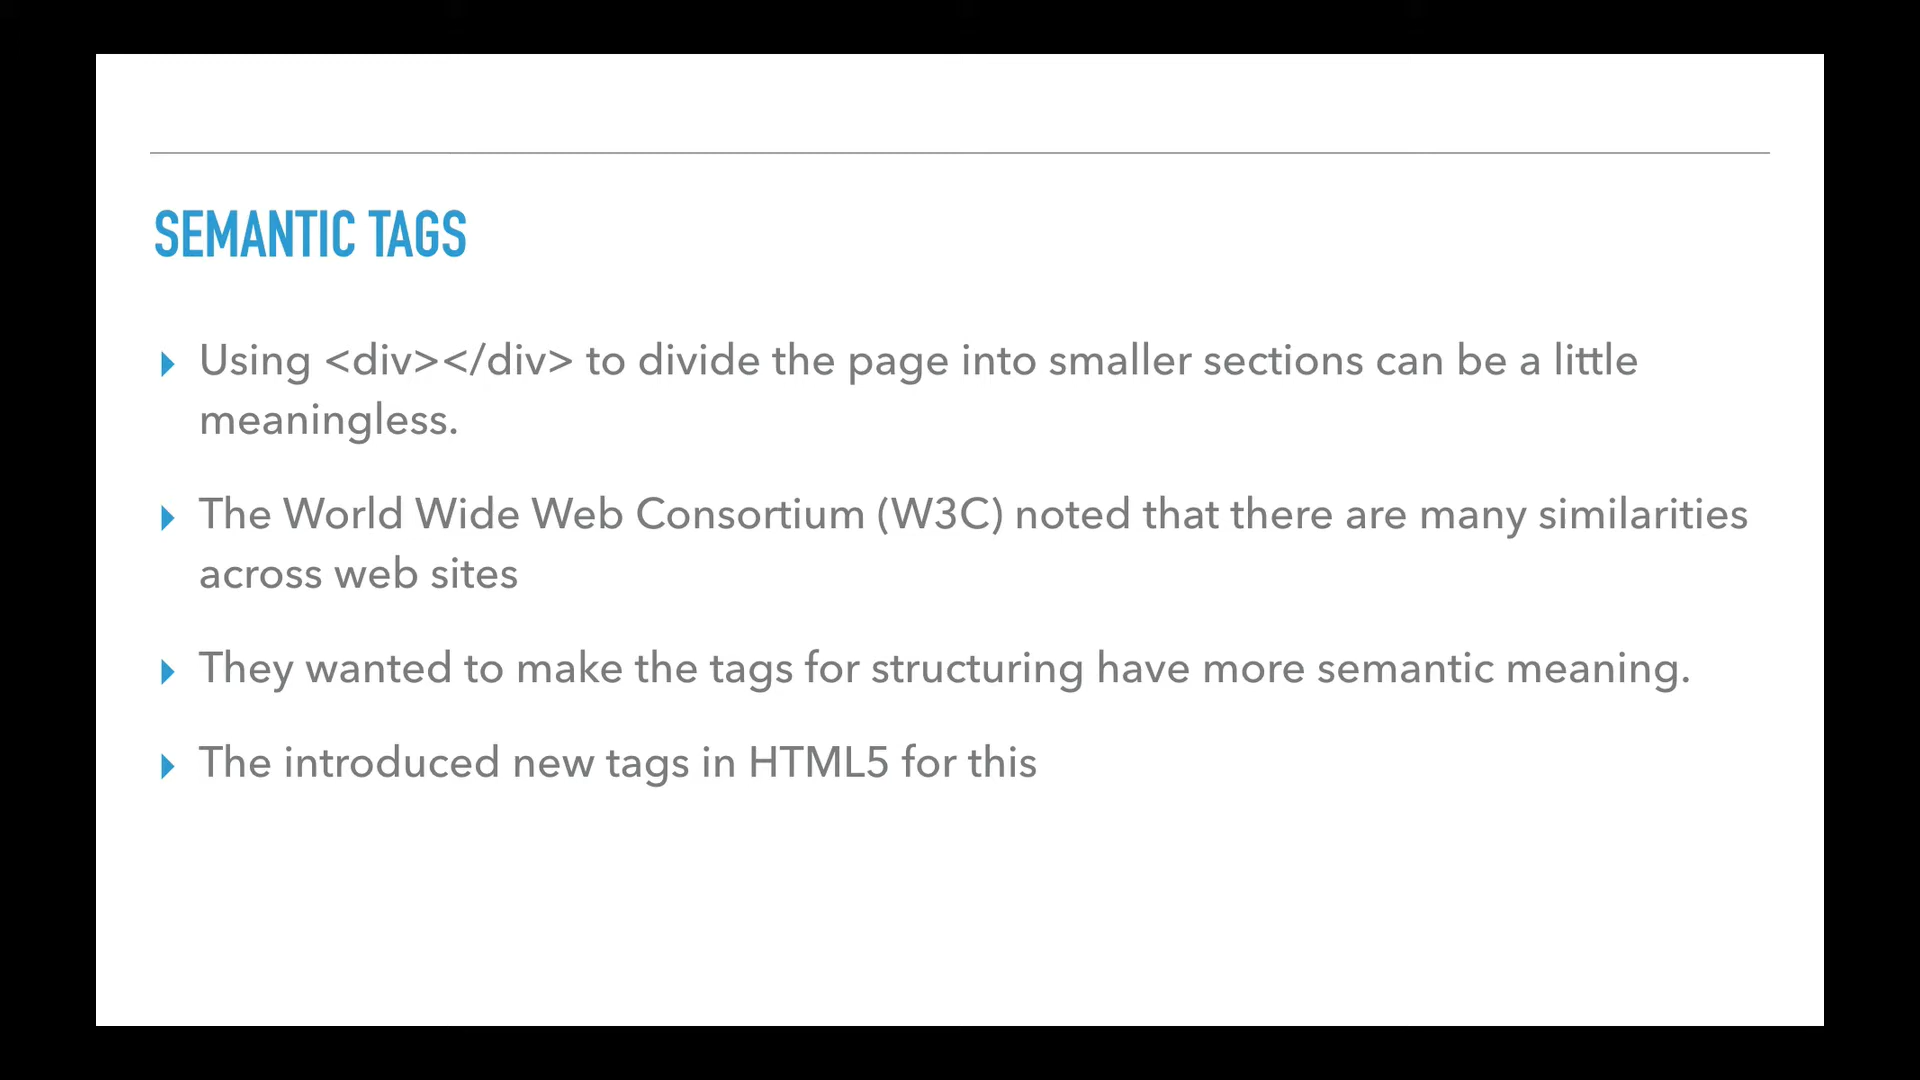 SEMANTIC TAGS
Using <div></div> to divide the page into smaller sections can be a little
meaningless.
The World Wide Web Consortium (W3C) noted that there are many similarities
across web sites
They wanted to make the tags for structuring have more semantic meaning.
The introduced new tags in HTML5 for this